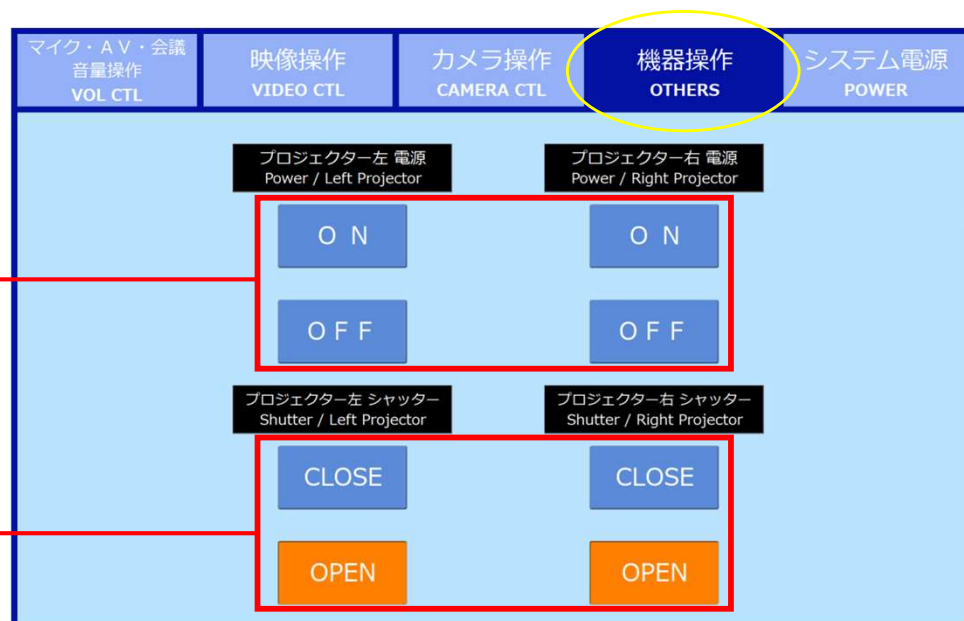 マイク・ＡＶ・会議
音量操作
VOL CTL
映像操作
VIDEO CTL
カメラ操作
CAMERA CTL
機器操作
OTHERS
システム電源
POWER
プロジェクター左 電源
Power / Left Projector
プロジェクター右 電源
Power / Right Projector
ＯＮ
ＯＮ
ＯＦＦ
ＯＦＦ
プロジェクター左 シャッター
Shutter / Left Projector
プロジェクター右 シャッター
Shutter / Right Projector
CLOSE
CLOSE
OPEN
OPEN